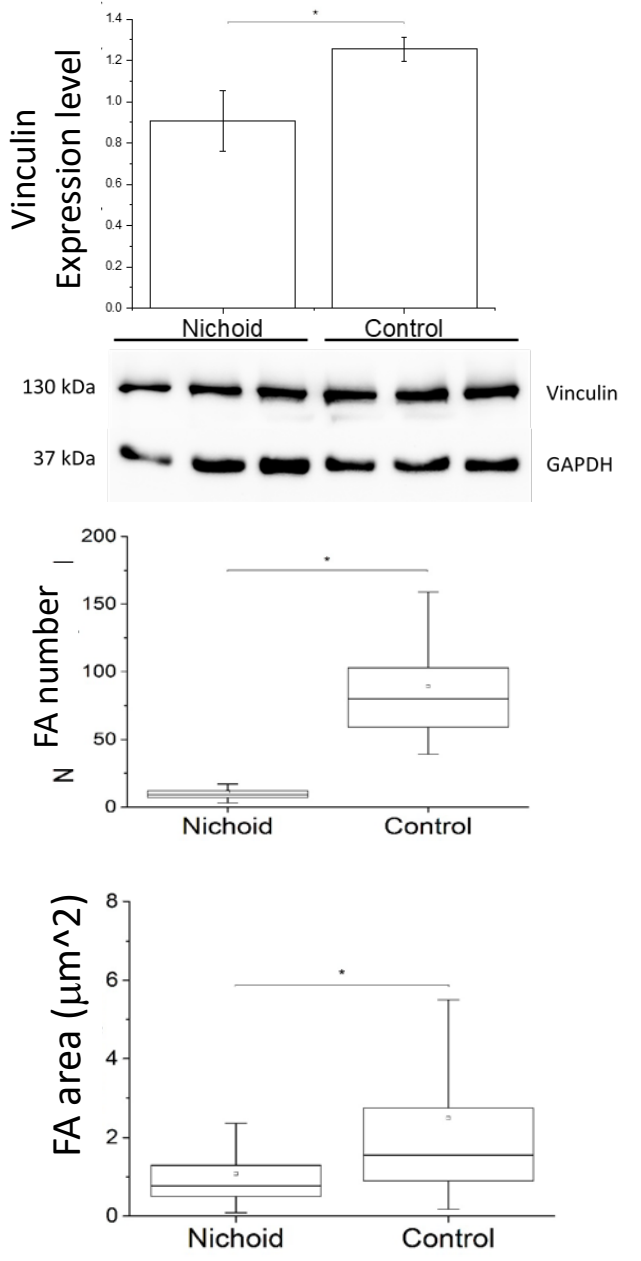 *
1.4
1.2
1.0
0.8
0.6
0.4
0.2
0.0
Vinculin
Expression level
Nichoid Control
130 kDa Vinculin
37 kDa GAPDH
*
200
150
100
50
0
FA number
N
Nichoid Control
*
8
6
4
2
0
FA area (μm^2)
Nichoid Control